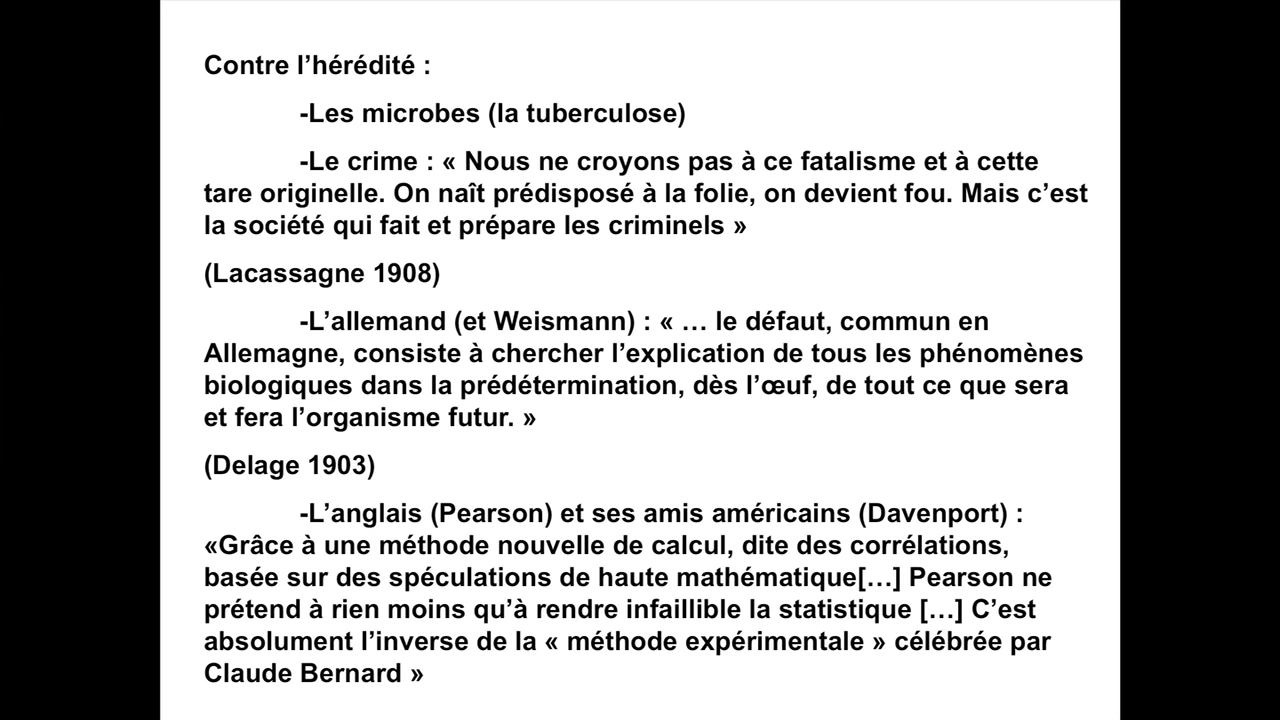 Contre l’hérédité :
-Les microbes (la tuberculose)
-Le crime : « Nous ne croyons pas à ce fatalisme et à cette
tare originelle. On naît prédisposé à la folie, on devient fou. Mais c’est
la société qui fait et prépare les criminels »
(Lacassagne 1908)
-L’allemand (et Weismann) : « … le défaut, commun en
Allemagne, consiste à chercher l’explication de tous les phénomènes
biologiques dans la prédétermination, dès l’œuf, de tout ce que sera
et fera l’organisme futur. »
(Delage 1903)
-L’anglais (Pearson) et ses amis américains (Davenport) :
«Grâce à une méthode nouvelle de calcul, dite des corrélations,
basée sur des spéculations de haute mathématique[…] Pearson ne
prétend à rien moins qu’à rendre infaillible la statistique […] C’est
absolument l’inverse de la « méthode expérimentale » célébrée par
Claude Bernard »